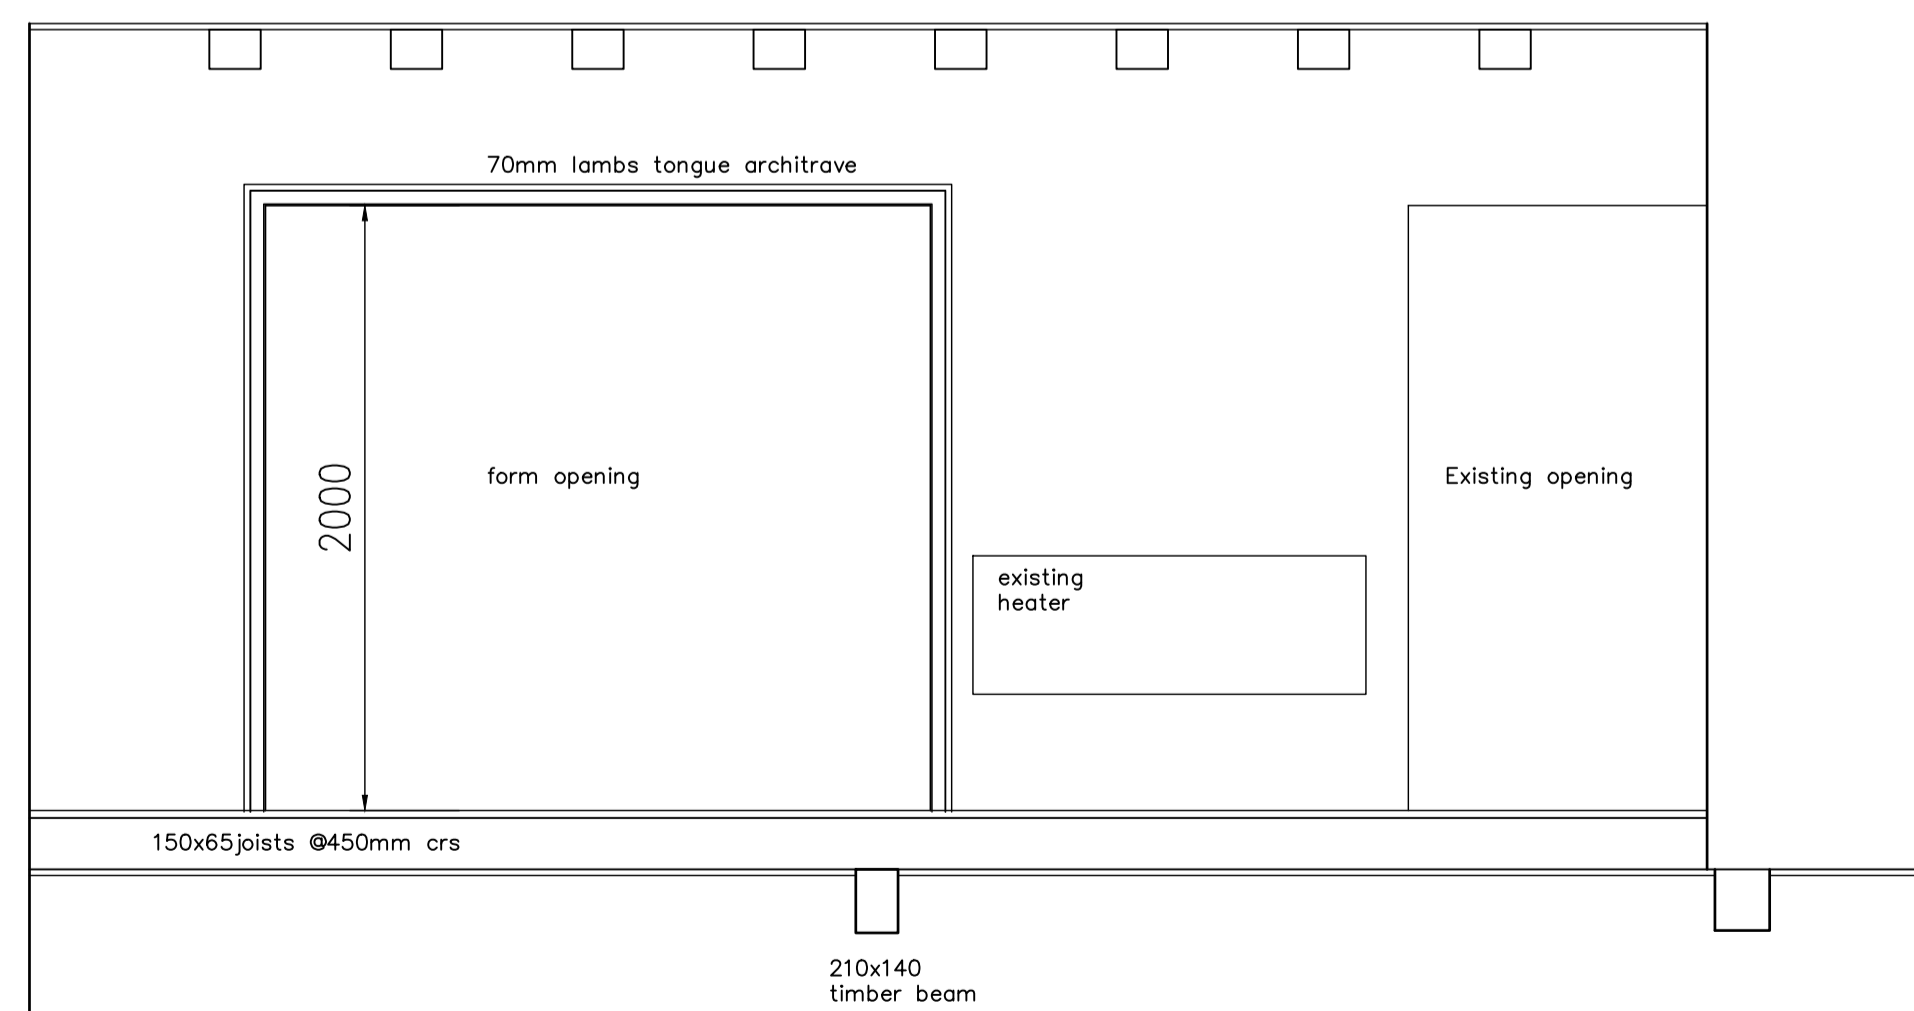 70mm lambs tongue architrave
2000
form opening
Existing opening
existing
heater
150x65joists @450mm crs
210x140
timber beam